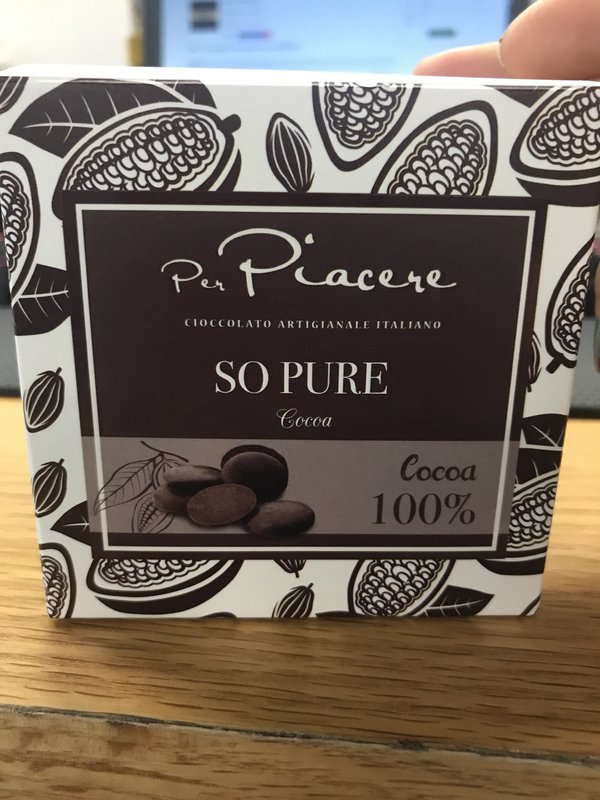 Per Piacere
CIOCCOLATO ARTIGIANALE ITALIANO
SO PURE
Cocoa
Cocoa
100%